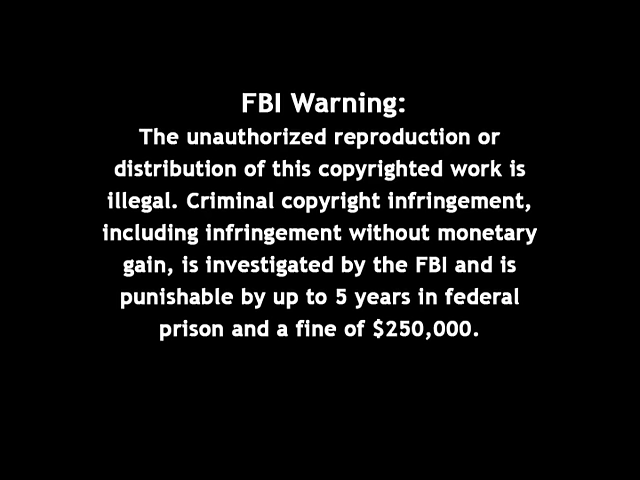 FBI Warning:
The unauthorized reproduction or
distribution of this copyrighted work is
illegal. Criminal copyright infringement,
including infringement without monetary
gain, is investigated by the FBI and is
punishable by up to 5 years in federal
prison and a fine of $250,000.